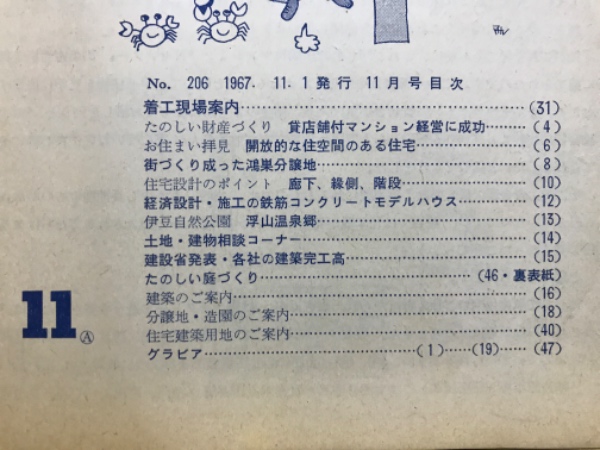 No. 206 1967. 11. 1発行 11月号目次
着工現場案内……(31)
たのしい財産づくり 貸店舗付マンション経営に成功……(4)
お住まい拝見 開放的な住空間のある住宅……(6)
街づくり成った鴻巣分譲地……(8)
住宅設計のポイント 廊下、縁側、階段……(10)
経済設計・施工の鉄筋コンクリートモデルハウス……(12)
伊豆自然公園 浮山温泉郷……(13)
土地・建物相談コーナー……(14)
建設省発表・各社の建築完工高……(15)
たのしい庭づくり……(46・裏表紙)
建築のご案内……(16)
分譲地・造園のご案内……(18)
住宅建築用地のご案内……(40)
グラビア……(1)……(19)……(47)
11 Ⓐ